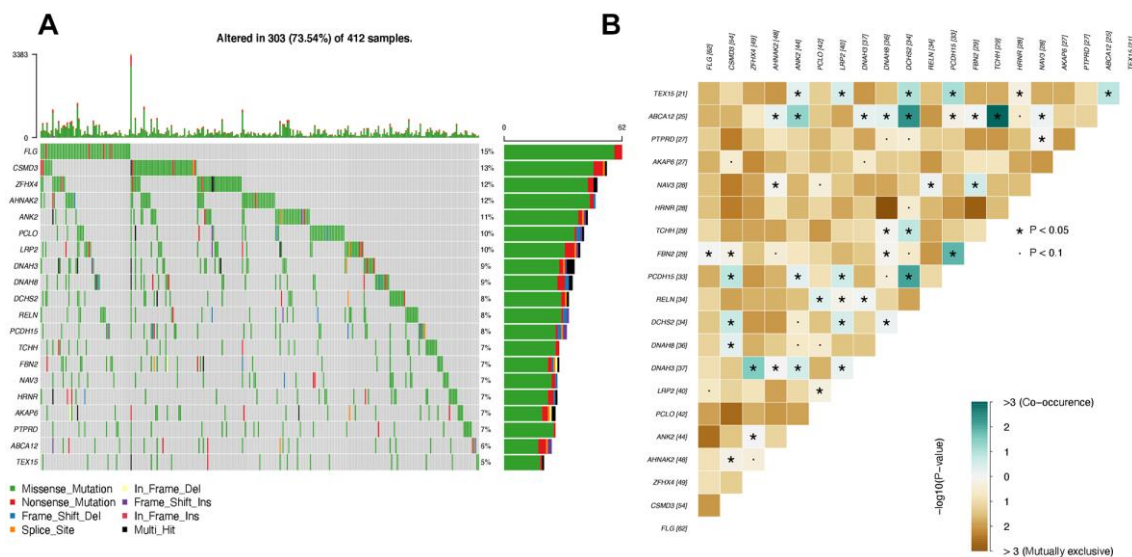 A
Altered in 303 (73.54%) of 412 samples.
3383
0
0
62
FLG 15%
CSMD3 13%
ZFHX4 12%
AHNAK2 12%
ANK2 11%
PCLO 10%
LRP2 10%
DNAH3 9%
DNAH8 9%
DCHS2 8%
RELN 8%
PCDH15 8%
TCHH 7%
FBN2 7%
NAV3 7%
HRNR 7%
AKAP6 7%
PTPRD 7%
ABCA12 6%
TEX15 5%
Missense_Mutation
Nonsense_Mutation
Frame_Shift_Del
Splice_Site
In_Frame_Del
Frame_Shift_Ins
In_Frame_Ins
Multi_Hit
B
FLG [62]
CSMD3 [54]
ZFHX4 [49]
AHNAK2 [48]
ANK2 [44]
PCLO [42]
LRP2 [40]
DNAH3 [37]
DNAH8 [36]
DCHS2 [34]
RELN [34]
PCDH15 [33]
FBN2 [29]
TCHH [29]
HRNR [28]
NAV3 [28]
AKAP6 [27]
PTPRD [27]
ABCA12 [25]
TEX15 [21]
TEX15 [21]
ABCA12 [25]
PTPRD [27]
AKAP6 [27]
NAV3 [28]
HRNR [28]
TCHH [29]
FBN2 [29]
PCDH15 [33]
RELN [34]
DCHS2 [34]
DNAH8 [36]
DNAH3 [37]
LRP2 [40]
PCLO [42]
ANK2 [44]
AHNAK2 [48]
ZFHX4 [49]
CSMD3 [54]
FLG [62]
* P < 0.05
· P < 0.1
-log10(P-value)
>3 (Co-occurence)
2
1
0
1
2
> 3 (Mutually exclusive)